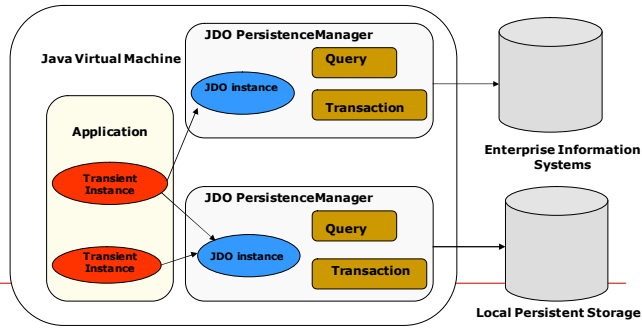 Java Virtual Machine
JDO PersistenceManager
Query
JDO instance
Transaction
Application
Transient
Instance
Transient
Instance
JDO PersistenceManager
Query
JDO instance
Transaction
Enterprise Information
Systems
Local Persistent Storage